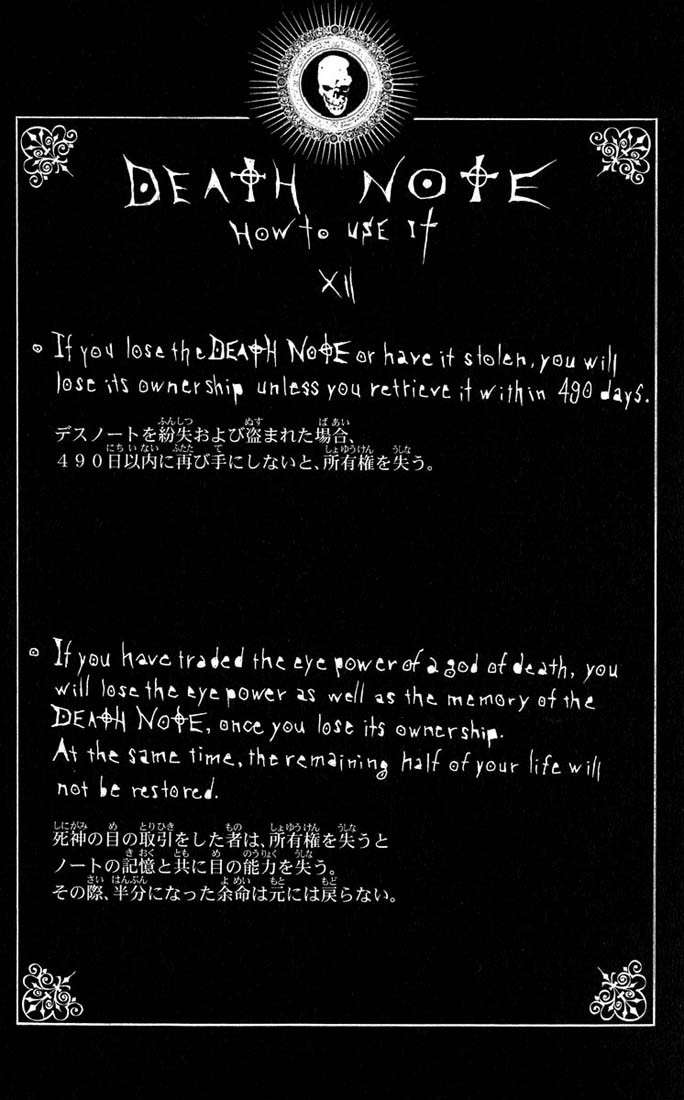 DEATH NOTE
HOW to USE It
XII
If you lose the DEATH NOTE or have it stolen, you will
lose its ownership unless you retrieve it within 490 days.
デスノートを紛失および盗まれた場合、
490日以内に再び手にしないと、所有権を失う。
If you have traded the eye power of a god of death, you
will lose the eye power as well as the memory of the
DEATH NOTE, once you lose its ownership.
At the same time, the remaining half of your life will
not be restored.
死神の目の取引をした者は、所有権を失うと
ノートの記憶と共に目の能力を失う。
その際、半分になった余命は元には戻らない。